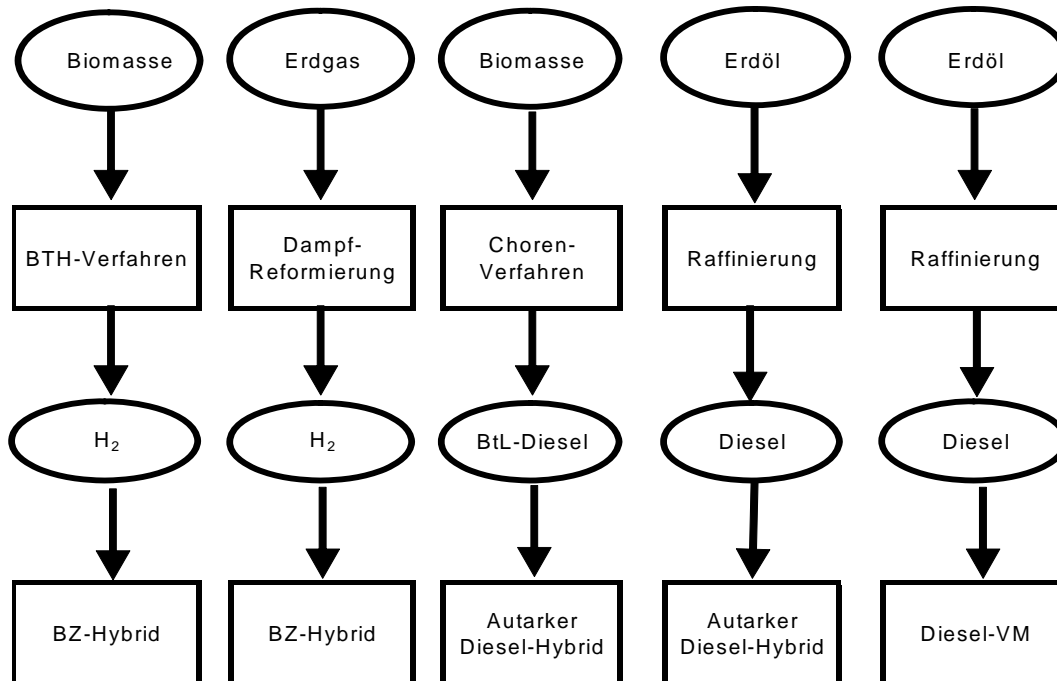 Biomasse
Erdgas
Biomasse
Erdöl
Erdöl
BTH-Verfahren
Dampf-
Reformierung
Choren-
Verfahren
Raffinierung
Raffinierung
H₂
H₂
BtL-Diesel
Diesel
Diesel
BZ-Hybrid
BZ-Hybrid
Autarker
Diesel-Hybrid
Autarker
Diesel-Hybrid
Diesel-VM